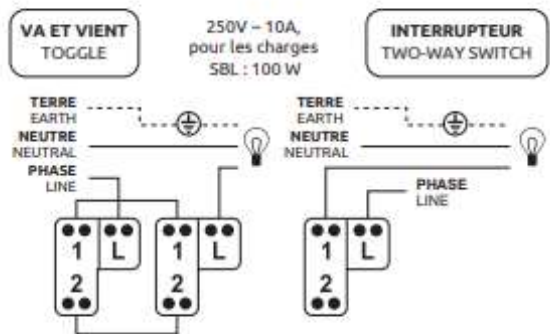 VA ET VIENT
TOGGLE
250V – 10A,
pour les charges
SBL : 100 W
INTERRUPTEUR
TWO-WAY SWITCH
TERRE
EARTH
NEUTRE
NEUTRAL
PHASE
LINE
1 L
2
1 L
2
TERRE
EARTH
NEUTRE
NEUTRAL
PHASE
LINE
1 L
2